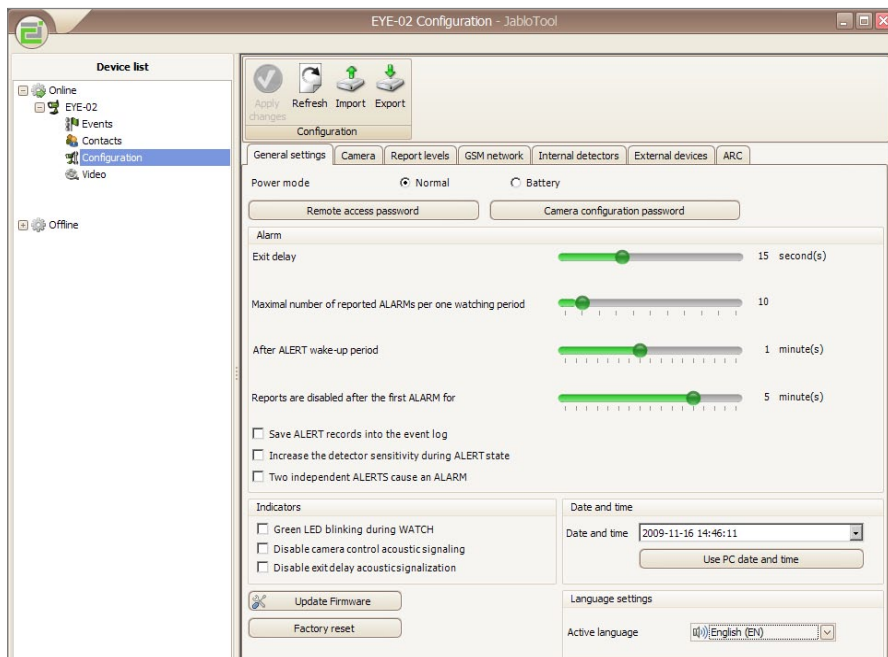 EYE-02 Configuration - JabloTool
Device list
Online
EYE-02
Events
Contacts
Configuration
Video
Offline
Apply changes
Refresh
Import
Export
Configuration
General settings
Camera
Report levels
GSM network
Internal detectors
External devices
ARC
Power mode
Normal
Battery
Remote access password
Camera configuration password
Alarm
Exit delay
15 second(s)
Maximal number of reported ALARMs per one watching period
10
After ALERT wake-up period
1 minute(s)
Reports are disabled after the first ALARM for
5 minute(s)
Save ALERT records into the event log
Increase the detector sensitivity during ALERT state
Two independent ALERTS cause an ALARM
Indicators
Green LED blinking during WATCH
Disable camera control acoustic signaling
Disable exit delay acoustic signalization
Date and time
Date and time
2009-11-16 14:46:11
Use PC date and time
Update Firmware
Factory reset
Language settings
Active language
English (EN)